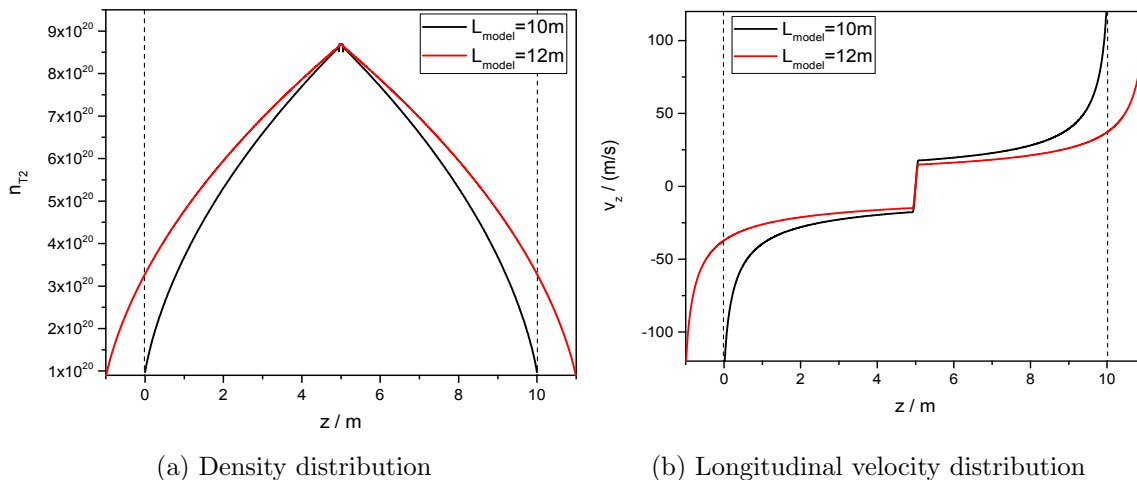 L_model=10m
L_model=12m
9x10^20
8x10^20
7x10^20
6x10^20
5x10^20
4x10^20
3x10^20
2x10^20
1x10^20
n_T2
0 2 4 6 8 10
z / m
(a) Density distribution
L_model=10m
L_model=12m
100
50
0
-50
-100
v_z / (m/s)
0 2 4 6 8 10
z / m
(b) Longitudinal velocity distribution